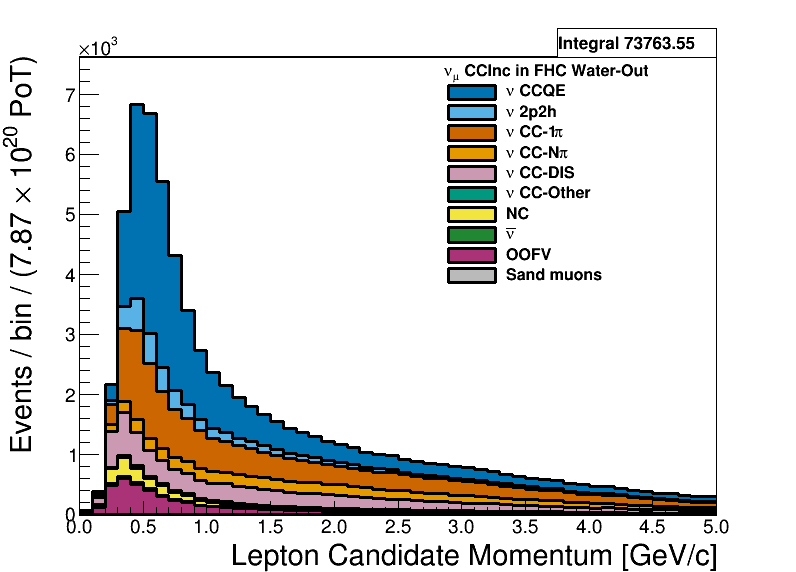 Integral 73763.55
×10³
ν_μ CCInc in FHC Water-Out
ν CCQE
ν 2p2h
ν CC-1π
ν CC-Nπ
ν CC-DIS
ν CC-Other
NC
ν̅
OOFV
Sand muons
Events / bin / (7.87 × 10²⁰ PoT)
7
6
5
4
3
2
1
0
0.0 0.5 1.0 1.5 2.0 2.5 3.0 3.5 4.0 4.5 5.0
Lepton Candidate Momentum [GeV/c]